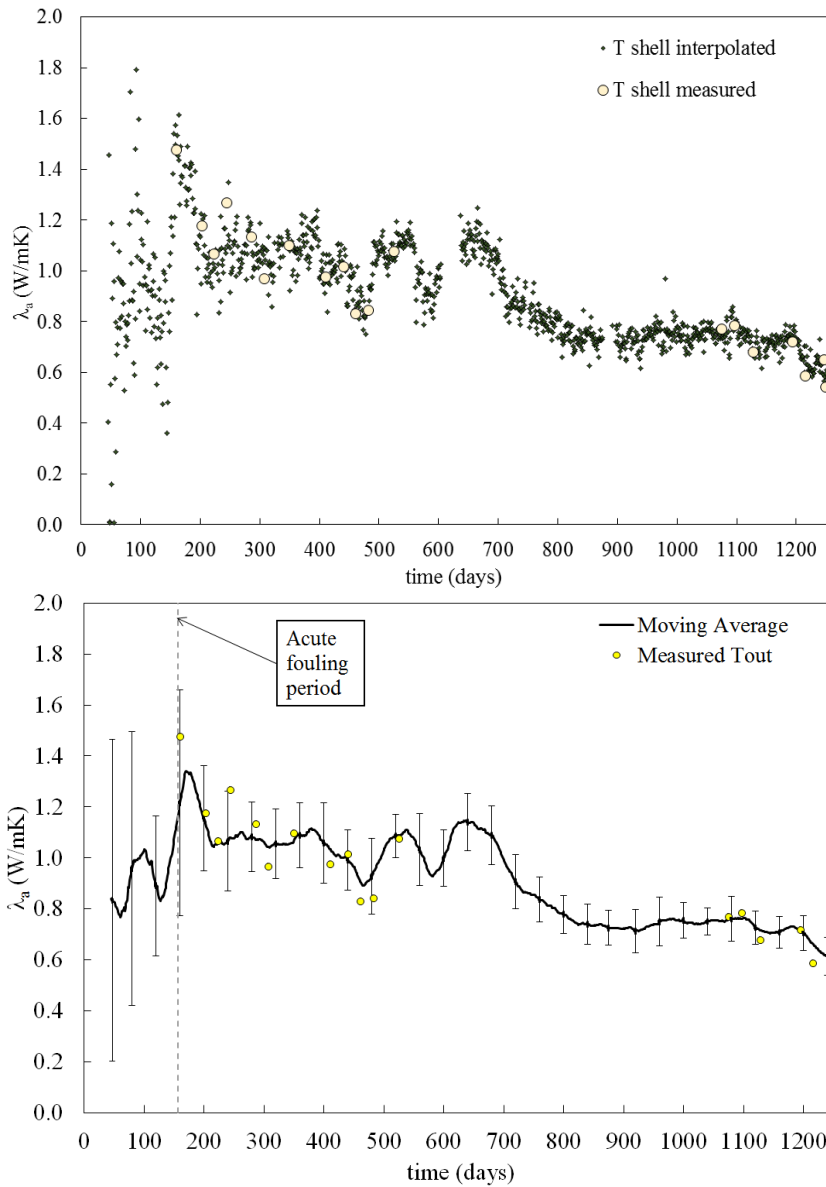 2.0
1.8
1.6
1.4
1.2
1.0
0.8
0.6
0.4
0.2
0.0
λa (W/mK)
T shell interpolated
T shell measured
0 100 200 300 400 500 600 700 800 900 1000 1100 1200
time (days)
2.0
1.8
1.6
1.4
1.2
1.0
0.8
0.6
0.4
0.2
0.0
λa (W/mK)
Acute
fouling
period
Moving Average
Measured Tout
0 100 200 300 400 500 600 700 800 900 1000 1100 1200
time (days)